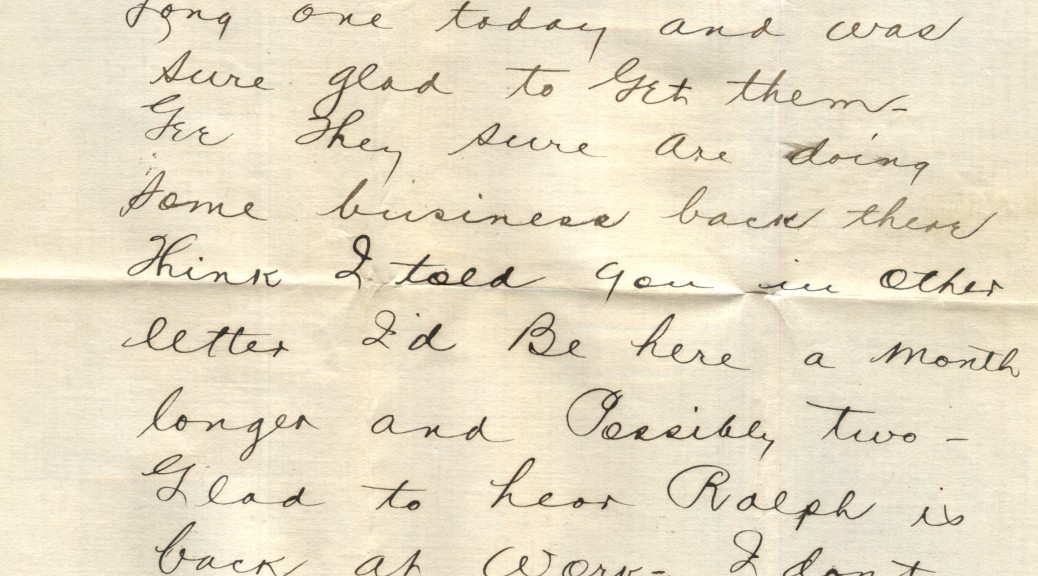 long one today and was
sure glad to Get them-
Gee They sure Are doing
some business back there
Think I told you in other
letter I'd Be here a month
longer and Possibly two -
Glad to hear Ralph is
back at Work- I dont